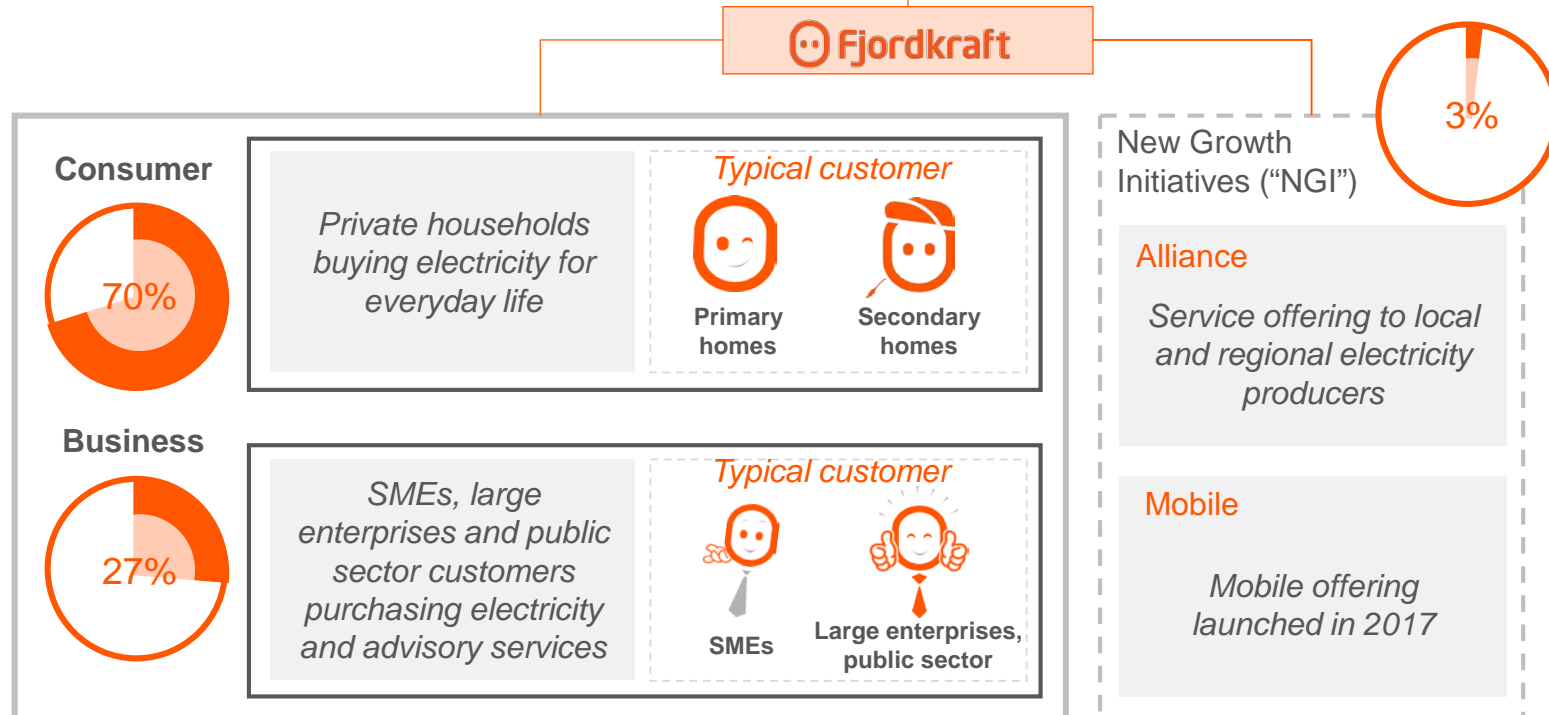 Fjordkraft
3%
Consumer
70%
Private households
buying electricity for
everyday life
Typical customer
Primary
homes
Secondary
homes
Business
27%
SMEs, large
enterprises and public
sector customers
purchasing electricity
and advisory services
Typical customer
SMEs
Large enterprises,
public sector
New Growth
Initiatives (“NGI”)
Alliance
Service offering to local
and regional electricity
producers
Mobile
Mobile offering
launched in 2017